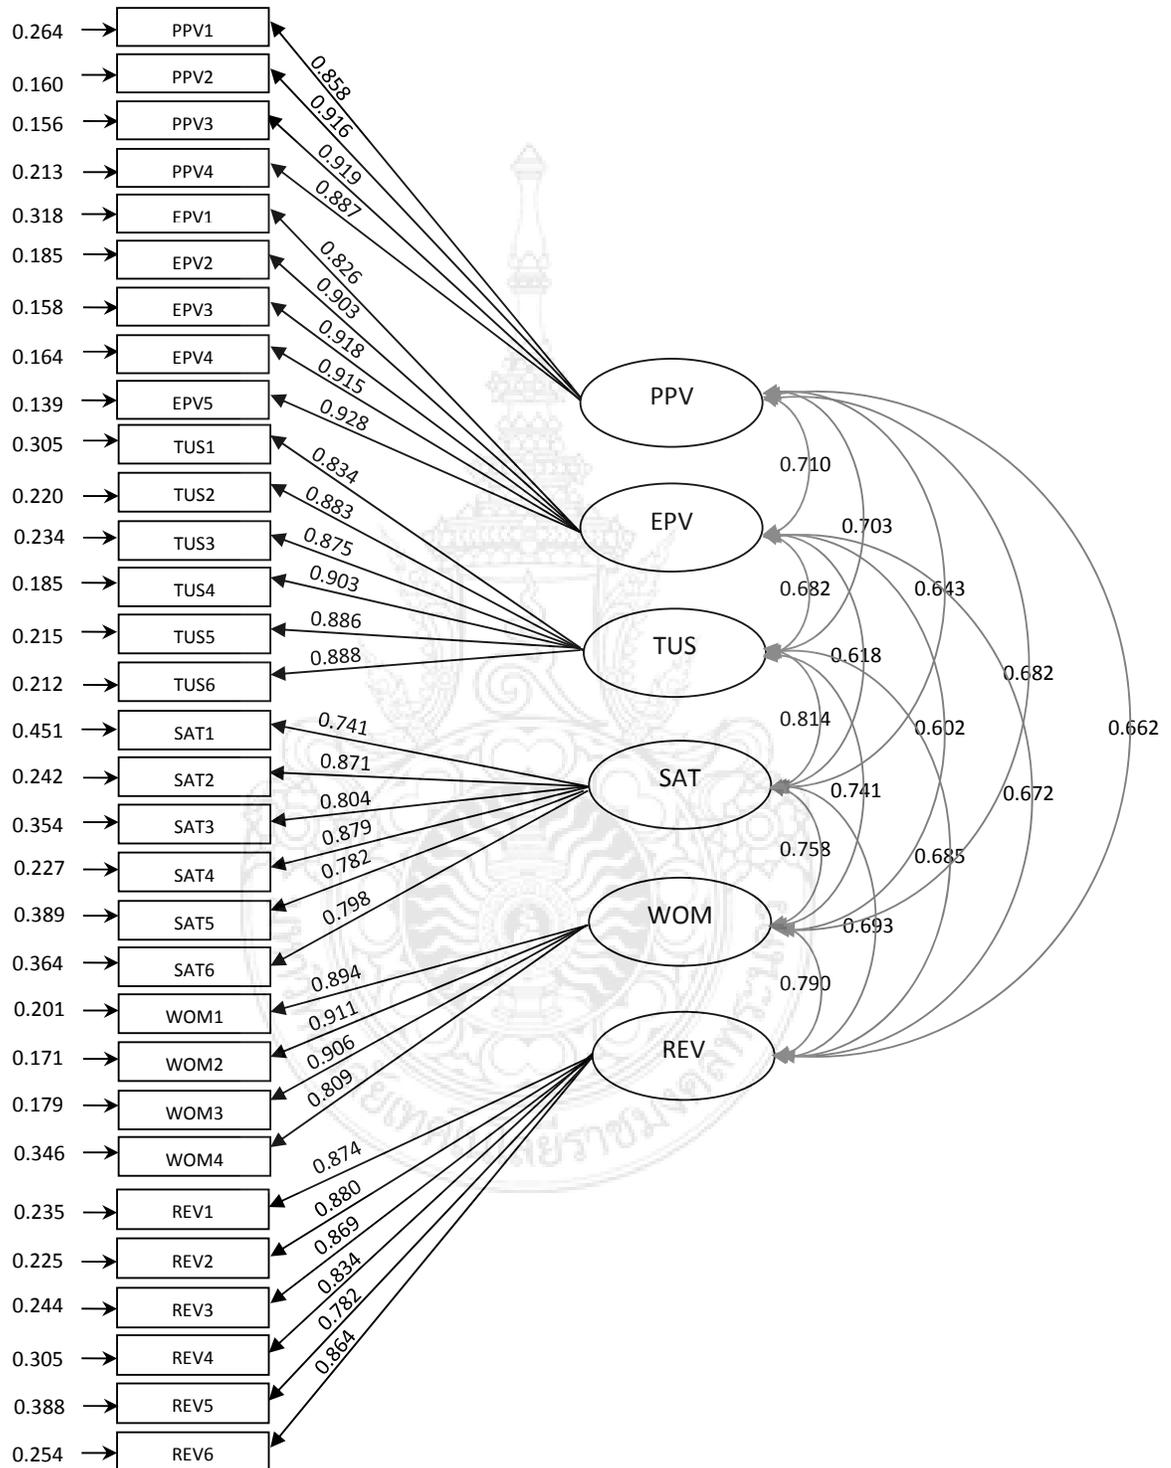 0.264 PPV1
0.160 PPV2
0.156 PPV3
0.213 PPV4
0.318 EPV1
0.185 EPV2
0.158 EPV3
0.164 EPV4
0.139 EPV5
0.305 TUS1
0.220 TUS2
0.234 TUS3
0.185 TUS4
0.215 TUS5
0.212 TUS6
0.451 SAT1
0.242 SAT2
0.354 SAT3
0.227 SAT4
0.389 SAT5
0.364 SAT6
0.201 WOM1
0.171 WOM2
0.179 WOM3
0.346 WOM4
0.235 REV1
0.225 REV2
0.244 REV3
0.305 REV4
0.388 REV5
0.254 REV6
0.858
0.916
0.919
0.887
0.826
0.903
0.918
0.915
0.928
0.834
0.883
0.875
0.903
0.886
0.888
0.741
0.871
0.804
0.879
0.782
0.798
0.894
0.911
0.906
0.809
0.874
0.880
0.869
0.834
0.782
0.864
PPV
EPV
TUS
SAT
WOM
REV
0.710
0.703
0.682
0.643
0.618
0.682
0.814
0.602
0.662
0.741
0.672
0.758
0.685
0.693
0.790